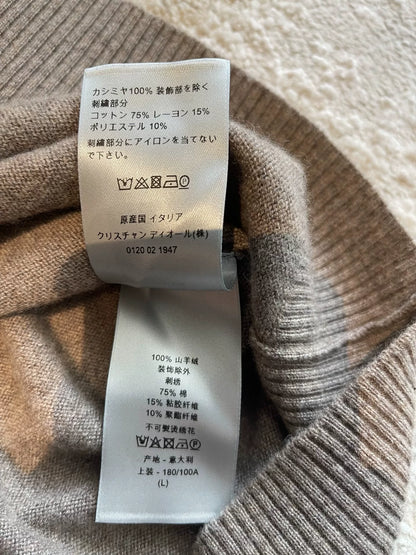 カシミヤ100% 装飾部を除く
刺繍部分
コットン 75% レーヨン 15%
ポリエステル 10%
刺繍部分にアイロンを当てない
で下さい。
原産国 イタリア
クリスチャン ディオール(株)
0120 02 1947
100% 山羊绒
装饰除外
刺绣
75% 棉
15% 粘胶纤维
10% 聚酯纤维
不可熨烫绣花
产地 - 意大利
上装 - 180/100A
(L)